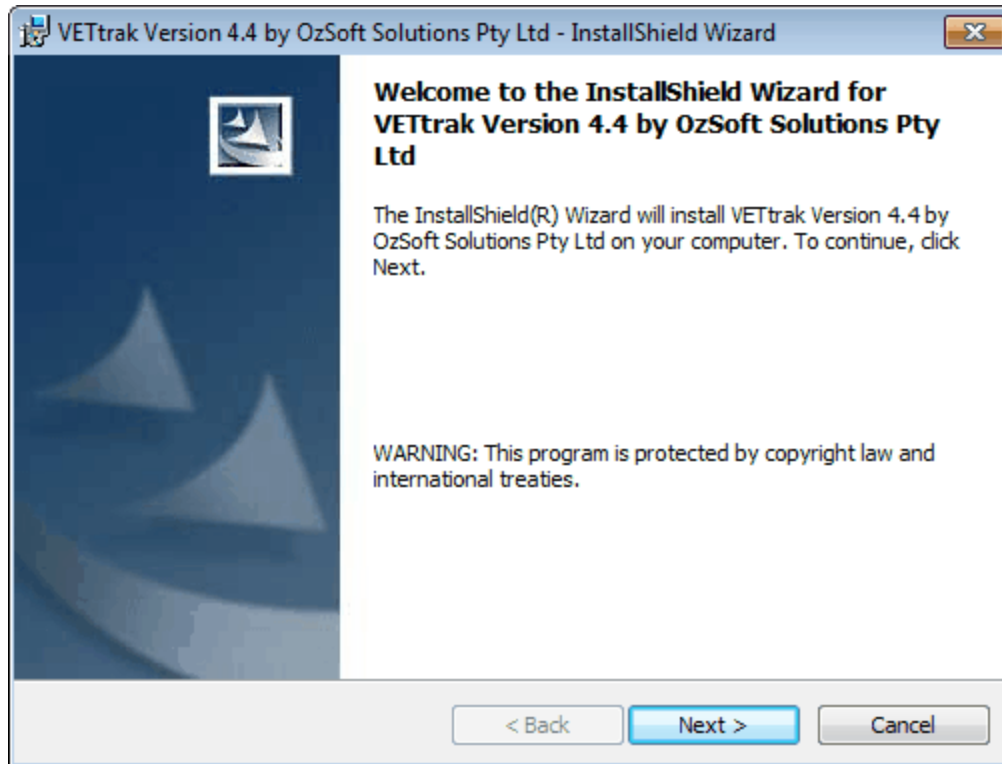 VETtrak Version 4.4 by OzSoft Solutions Pty Ltd - InstallShield Wizard
Welcome to the InstallShield Wizard for
VETtrak Version 4.4 by OzSoft Solutions Pty
Ltd
The InstallShield(R) Wizard will install VETtrak Version 4.4 by
OzSoft Solutions Pty Ltd on your computer. To continue, click
Next.
WARNING: This program is protected by copyright law and
international treaties.
< Back Next > Cancel